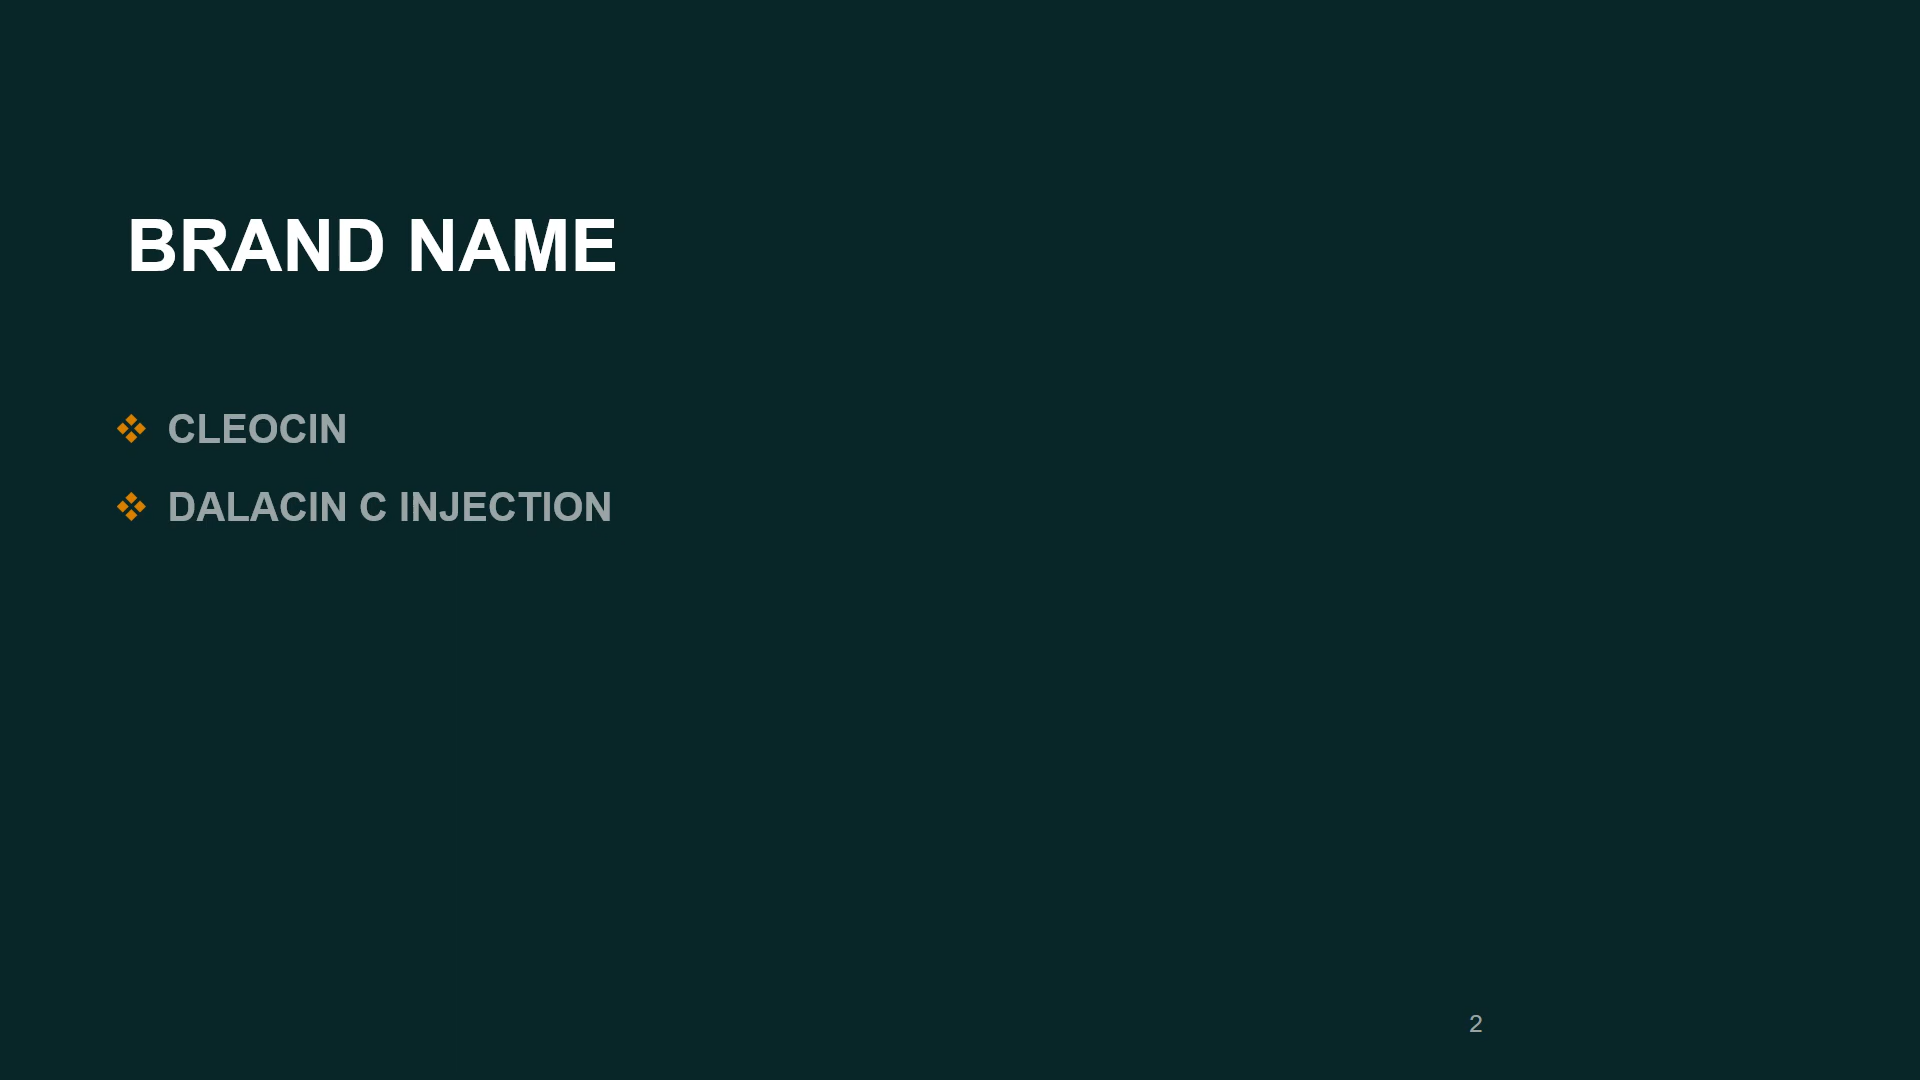 BRAND NAME
❖ CLEOCIN
❖ DALACIN C INJECTION
2